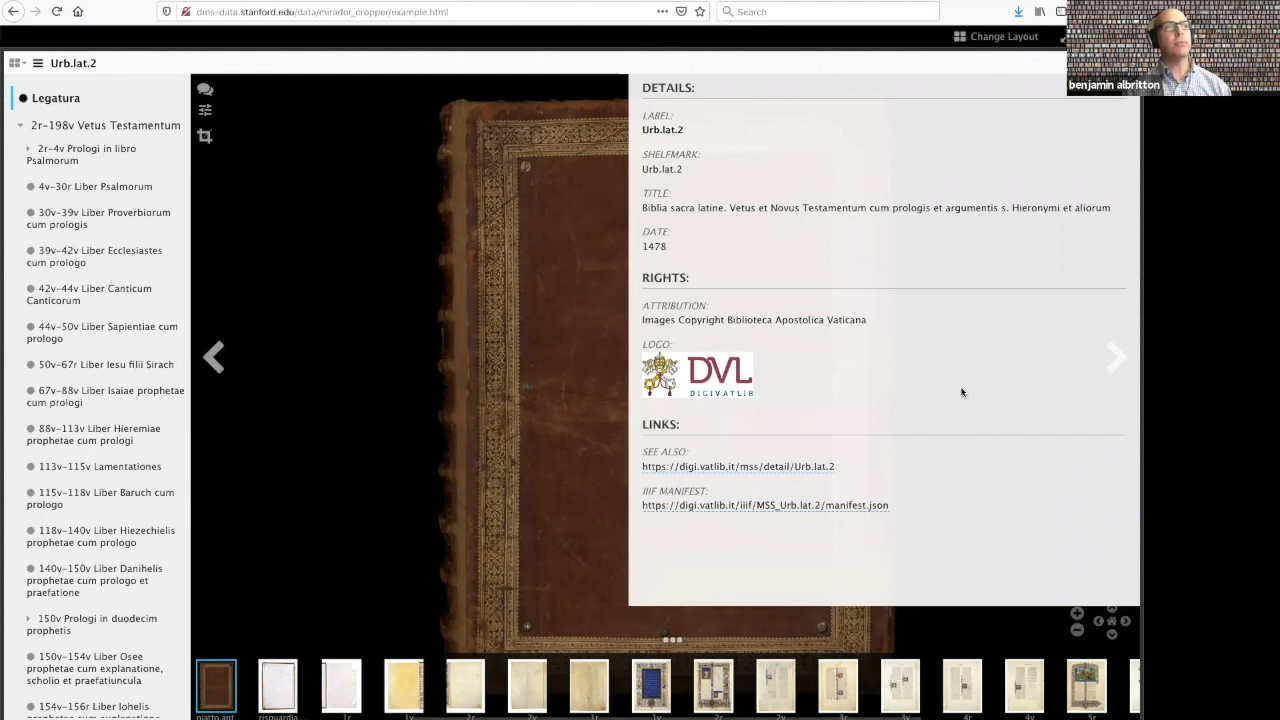 dms-data.stanford.edu/data/mirador_cropper/example.html
Search
Change Layout
benjamin albritton
Urb.lat.2
Legatura
2r-198v Vetus Testamentum
2r-4v Prologi in libro
Psalmorum
4v-30r Liber Psalmorum
30v-39v Liber Proverbiorum
cum prologis
39v-42v Liber Ecclesiastes
cum prologo
42v-44v Liber Canticum
Canticorum
44v-50v Liber Sapientiae cum
prologo
50v-67r Liber Iesu filii Sirach
67v-88v Liber Isaiae prophetae
cum prologi
88v-113v Liber Hieremiae
prophetae cum prologi
113v-115v Lamentationes
115v-118v Liber Baruch cum
prologo
118v-140v Liber Hiezechielis
prophetae cum prologo
140v-150v Liber Danihelis
prophetae cum prologo et
praefatione
150v Prologi in duodecim
prophetis
150v-154v Liber Osee
prophetae cum explanatione,
scholio et praefatiuncula
154v-156r Liber Iohelis
DETAILS:
LABEL:
Urb.lat.2
SHELFMARK:
Urb.lat.2
TITLE:
Biblia sacra latine. Vetus et Novus Testamentum cum prologis et argumentis s. Hieronymi et aliorum
DATE:
1478
RIGHTS:
ATTRIBUTION:
Images Copyright Biblioteca Apostolica Vaticana
LOGO:
DVL
DIGIVATLIB
LINKS:
SEE ALSO:
https://digi.vatlib.it/mss/detail/Urb.lat.2
IIIF MANIFEST:
https://digi.vatlib.it/iiif/MSS_Urb.lat.2/manifest.json